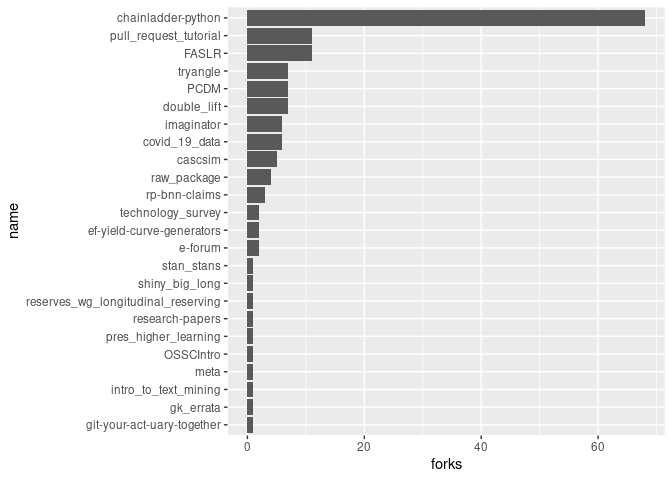 chainladder-python
pull_request_tutorial
FASLR
tryangle
PCDM
double_lift
imaginator
covid_19_data
cascsim
raw_package
rp-bnn-claims
technology_survey
ef-yield-curve-generators
e-forum
stan_stans
shiny_big_long
reserves_wg_longitudinal_reserving
research-papers
pres_higher_learning
OSSCIntro
meta
intro_to_text_mining
gk_errata
git-your-act-uary-together
name
0 20 40 60
forks